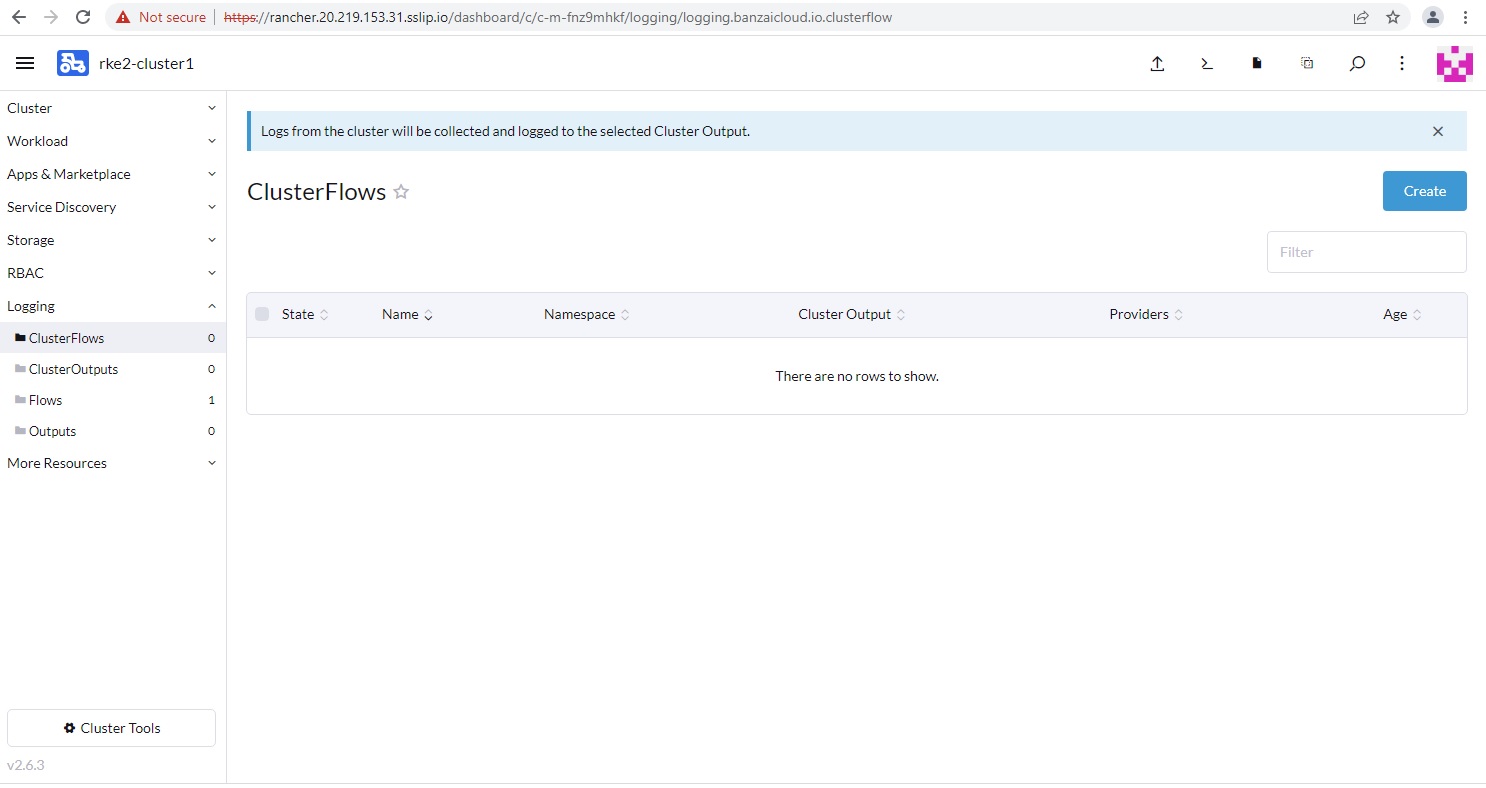 Not secure https://rancher.20.219.153.31.sslip.io/dashboard/c/c-m-fnz9mhkf/logging/logging.banzaicloud.io.clusterflow
rke2-cluster1
Cluster
Workload
Apps & Marketplace
Service Discovery
Storage
RBAC
Logging
ClusterFlows 0
ClusterOutputs 0
Flows 1
Outputs 0
More Resources
Cluster Tools
v2.6.3
Logs from the cluster will be collected and logged to the selected Cluster Output.
ClusterFlows
Create
Filter
State Name Namespace Cluster Output Providers Age
There are no rows to show.